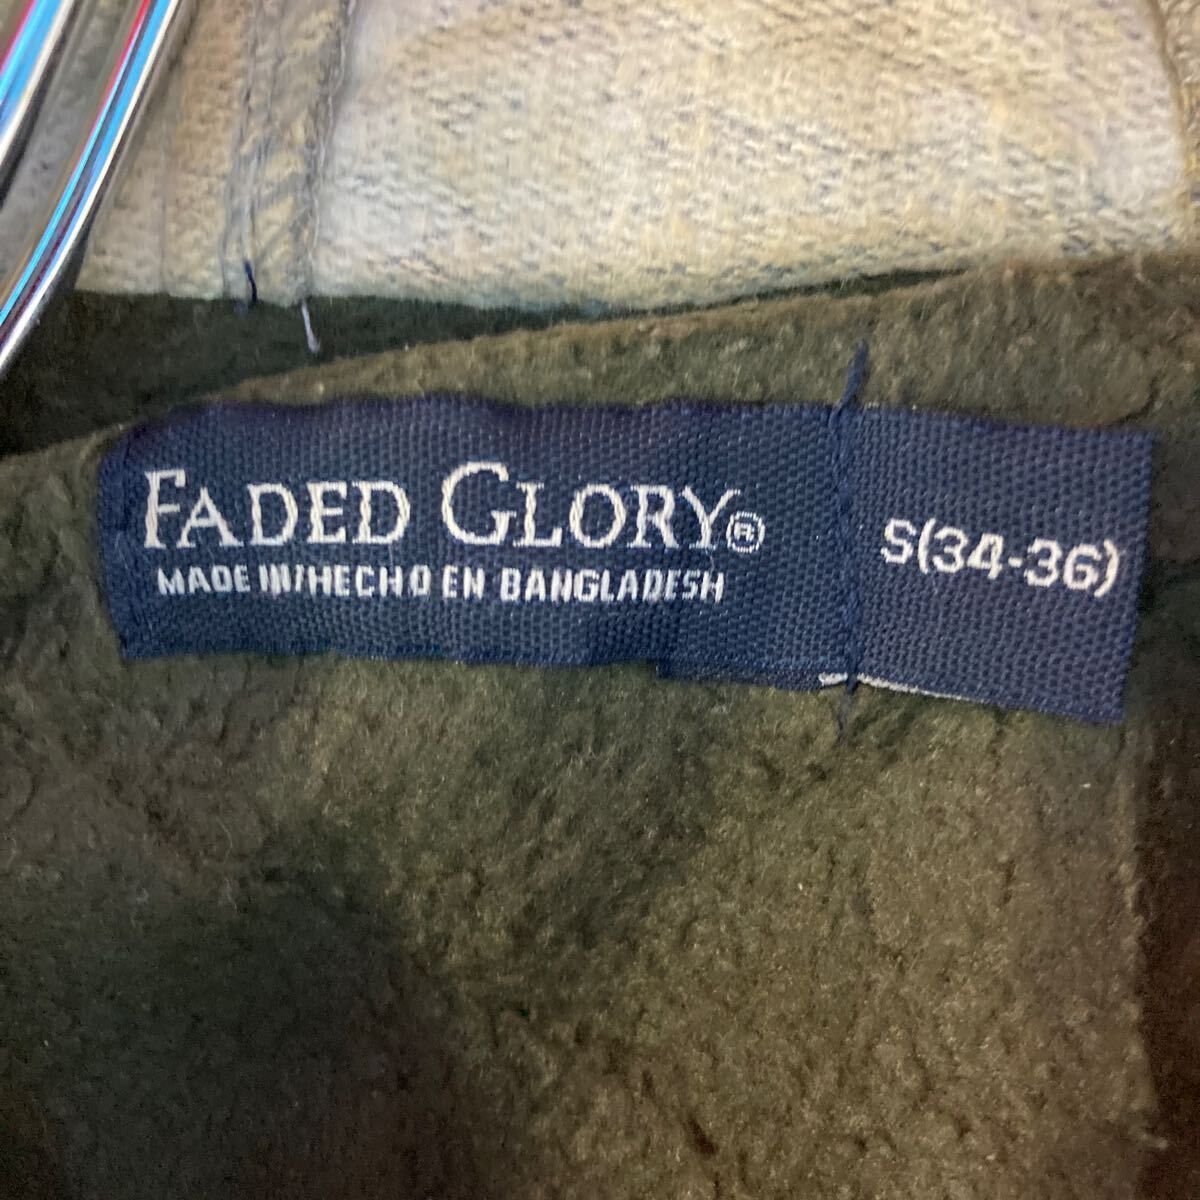 FADED GLORY®
MADE IN/HECHO EN BANGLADESH
S(34-36)